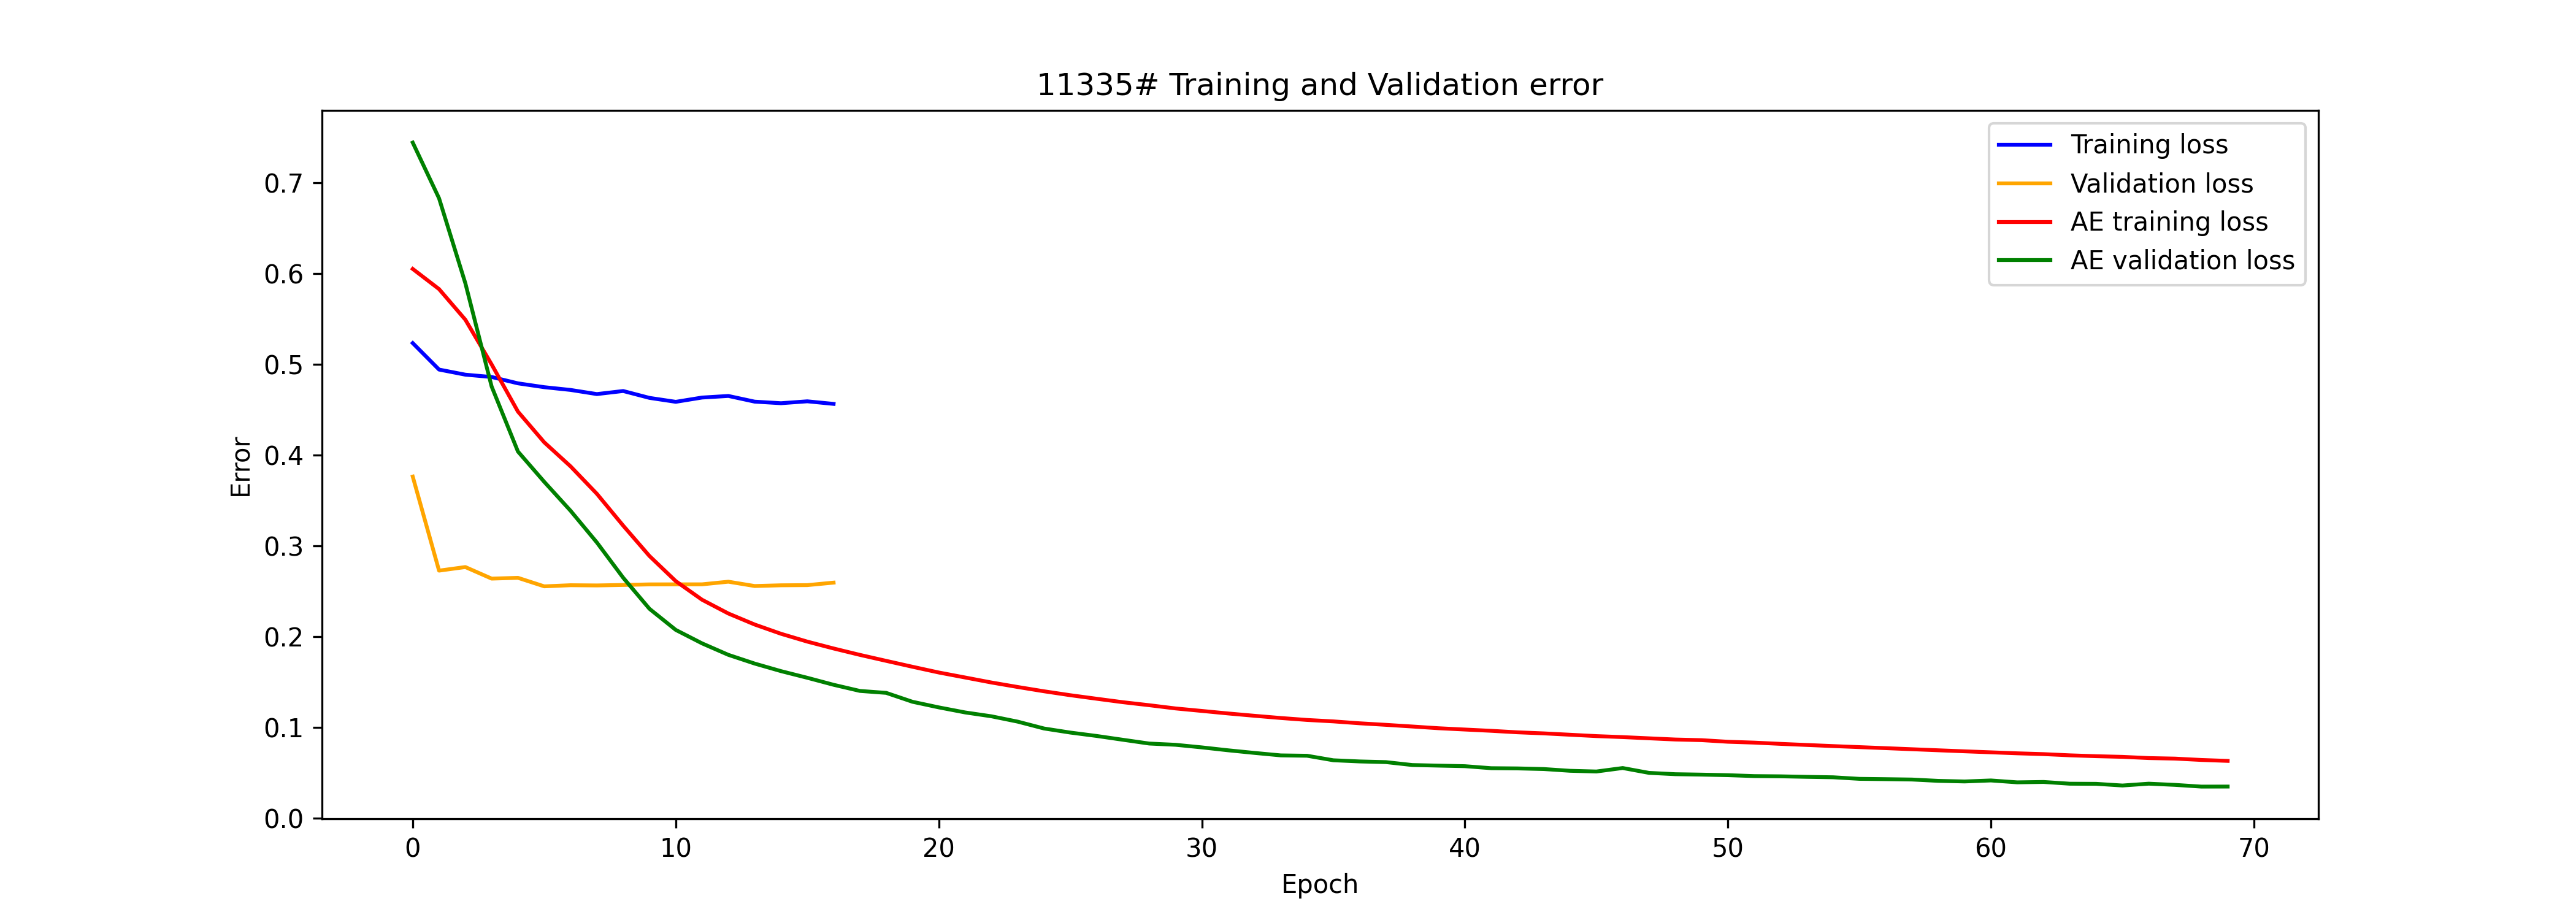 11335# Training and Validation error
Training loss
Validation loss
AE training loss
AE validation loss
Error
0.7
0.6
0.5
0.4
0.3
0.2
0.1
0.0
0 10 20 30 40 50 60 70
Epoch